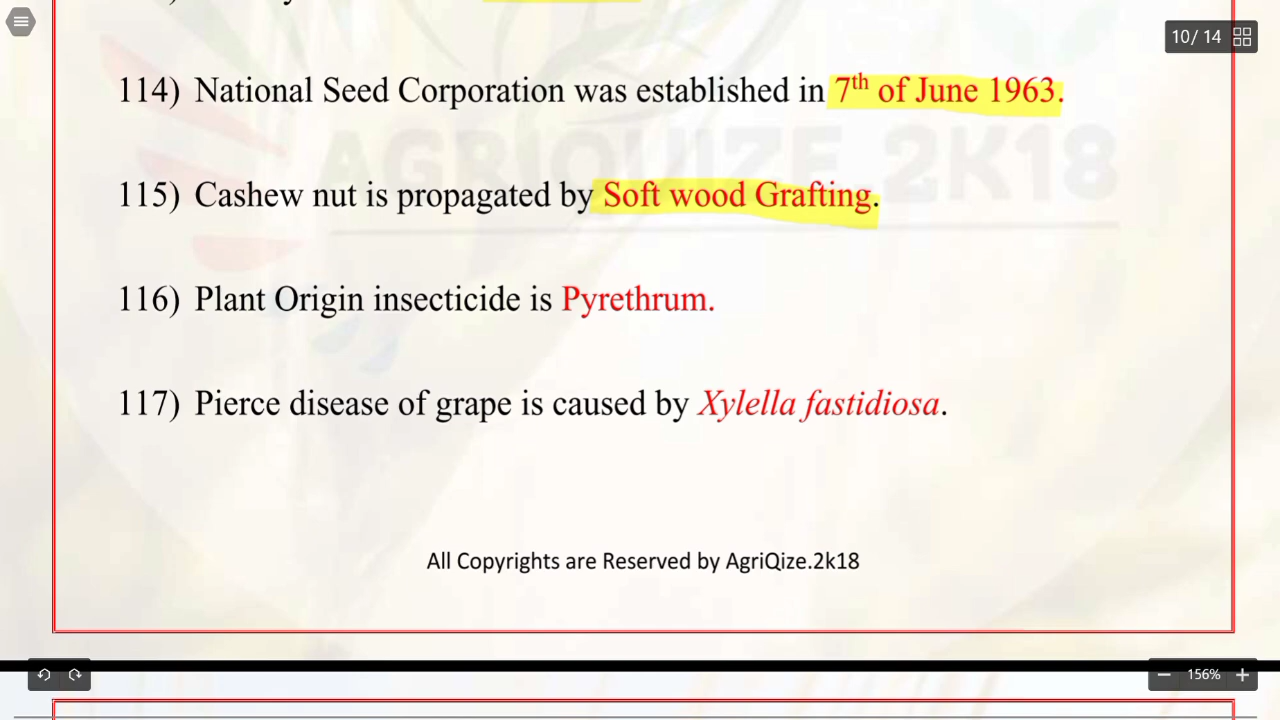 10/ 14
114) National Seed Corporation was established in 7th of June 1963.
AGRIQUIZE.2K18
115) Cashew nut is propagated by Soft wood Grafting.
116) Plant Origin insecticide is Pyrethrum.
117) Pierce disease of grape is caused by Xylella fastidiosa.
All Copyrights are Reserved by AgriQize.2k18
156%